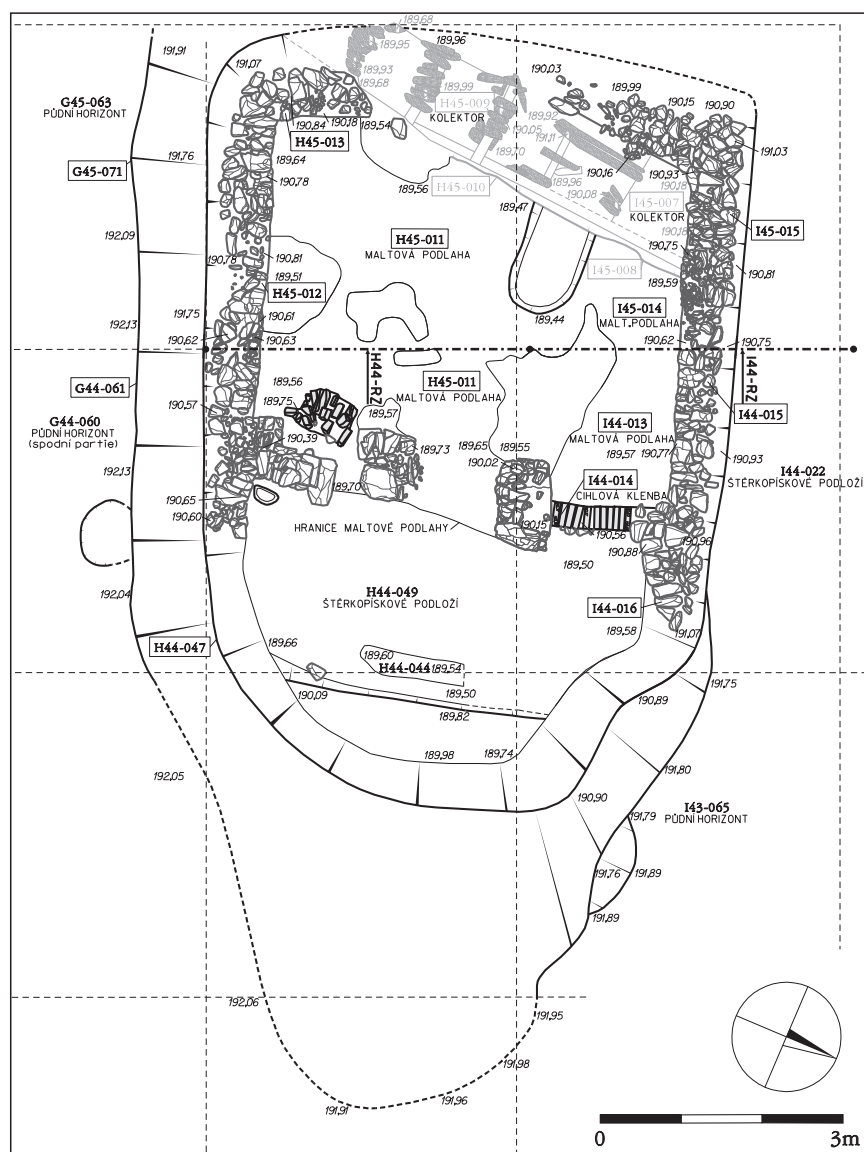 189,68
189,95
189,96
191,91
191,07
189,93
189,68
189,99
190,03
189,99
190,15
190,90
G45-063
PŮDNÍ HORIZONT
H45-009
KOLEKTOR
190,84
190,18
189,54
189,92
190,05
191,11
191,03
H45-013
189,64
189,70
190,16
190,93
G45-071
191,76
190,78
189,56
H45-010
189,96
190,08
190,18
I45-007
KOLEKTOR
189,47
I45-015
192,09
H45-011
MALTOVÁ PODLAHA
190,18
190,75
190,78
190,81
189,51
I45-008
189,59
190,81
H45-012
I45-014
MALT. PODLAHA
191,75
190,61
189,44
192,13
190,62
190,63
190,62
190,75
H44-RZ
I44-RZ
G44-061
189,56
H45-011
MALTOVÁ PODLAHA
190,57
189,75
189,57
I44-015
G44-060
PŮDNÍ HORIZONT
(spodní partie)
I44-013
MALTOVÁ PODLAHA
190,39
189,73
189,65
189,55
189,57
190,77
190,93
190,02
I44-022
ŠTĚRKOPÍSKOVÉ PODLOŽÍ
192,13
I44-014
CIHLOVÁ KLENBA
190,65
189,70
190,60
HRANICE MALTOVÉ PODLAHY
190,15
190,56
190,88
190,96
189,50
H44-049
ŠTĚRKOPÍSKOVÉ PODLOŽÍ
192,04
I44-016
H44-047
189,66
189,60
189,58
191,07
H44-044
189,54
190,09
189,50
190,89
191,75
189,82
189,98
189,74
192,05
191,80
190,90
I43-065
PŮDNÍ HORIZONT
191,79
191,76
191,89
191,89
192,06
191,95
191,98
191,91
191,96
0
3m